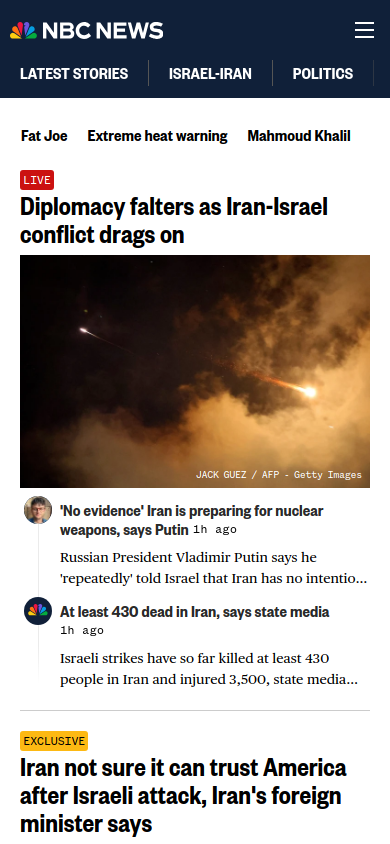 NBC NEWS
LATEST STORIES
ISRAEL-IRAN
POLITICS
Fat Joe
Extreme heat warning
Mahmoud Khalil
LIVE
Diplomacy falters as Iran-Israel
conflict drags on
JACK GUEZ / AFP - Getty Images
'No evidence' Iran is preparing for nuclear
weapons, says Putin 1h ago
Russian President Vladimir Putin says he
'repeatedly' told Israel that Iran has no intentio...
At least 430 dead in Iran, says state media
1h ago
Israeli strikes have so far killed at least 430
people in Iran and injured 3,500, state media...
EXCLUSIVE
Iran not sure it can trust America
after Israeli attack, Iran's foreign
minister says